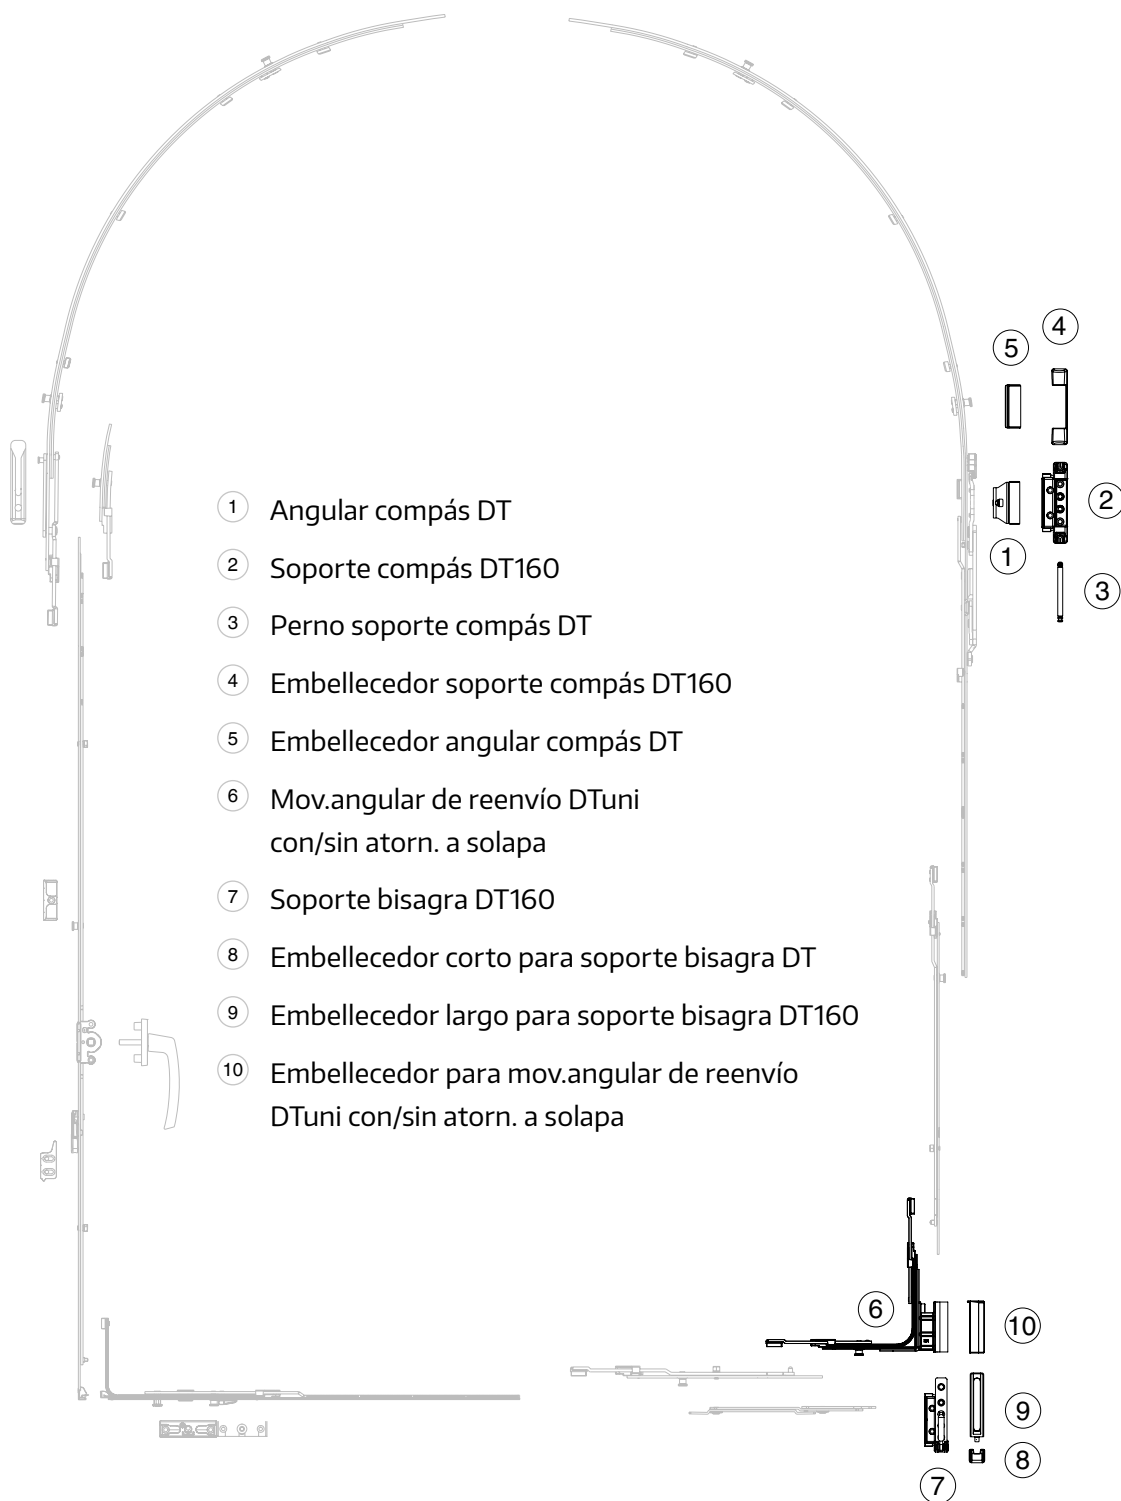 4
5
2
1
3
1 Angular compás DT
2 Soporte compás DT160
3 Perno soporte compás DT
4 Embellecedor soporte compás DT160
5 Embellecedor angular compás DT
6 Mov.angular de reenvío DTuni
con/sin atorn. a solapa
7 Soporte bisagra DT160
8 Embellecedor corto para soporte bisagra DT
9 Embellecedor largo para soporte bisagra DT160
10 Embellecedor para mov.angular de reenvío
DTuni con/sin atorn. a solapa
6
10
9
8
7